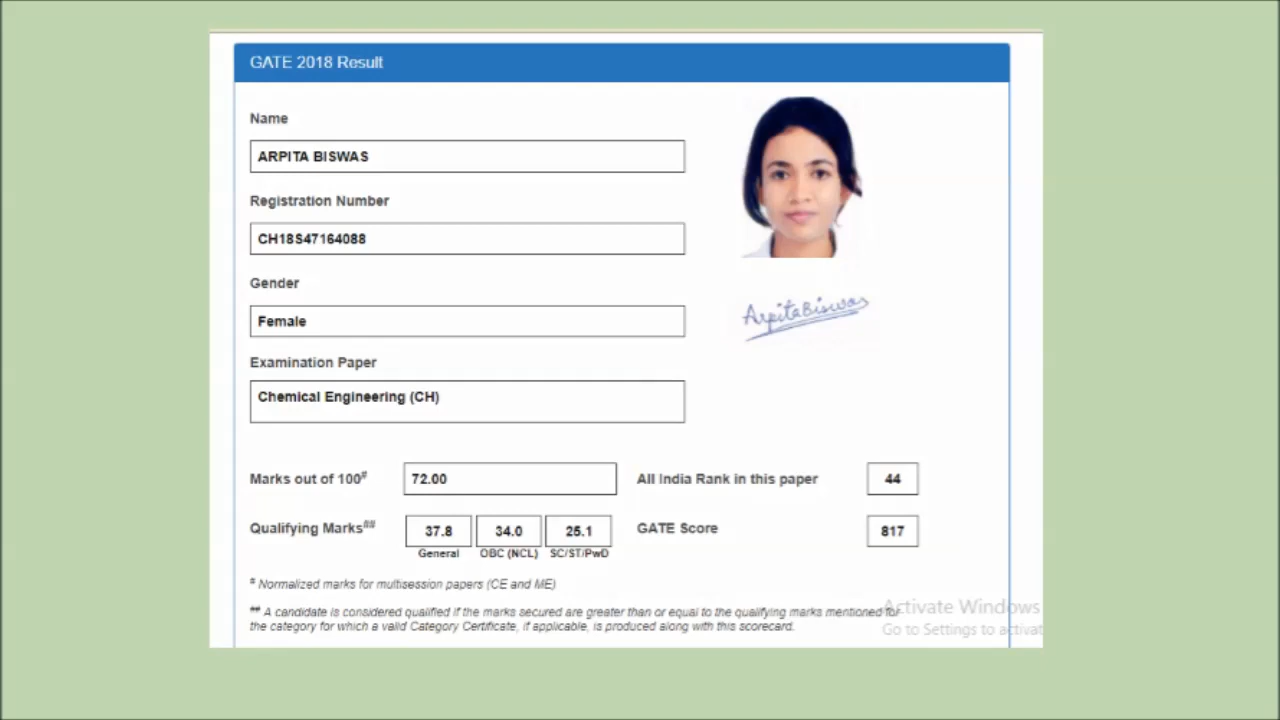 GATE 2018 Result
Name
ARPITA BISWAS
Registration Number
CH18S47164088
Gender
Female
ArpitaBiswas
Examination Paper
Chemical Engineering (CH)
Marks out of 100# 72.00 All India Rank in this paper 44
Qualifying Marks## 37.8 34.0 25.1 GATE Score 817
General OBC (NCL) SC/ST/PwD
# Normalized marks for multisession papers (CE and ME)
## A candidate is considered qualified if the marks secured are greater than or equal to the qualifying marks mentioned for
the category for which a valid Category Certificate, if applicable, is produced along with this scorecard.
Activate Windows
Go to Settings to activat